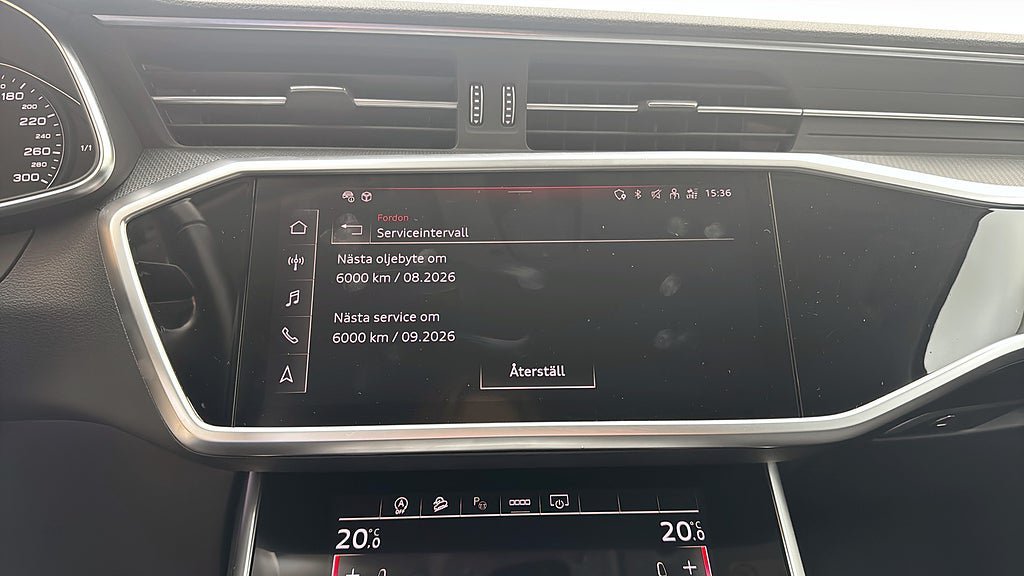 180
200
220
240
260
280
300
1/1
15:36
Fordon
Serviceintervall
Nästa oljebyte om
6000 km / 08.2026
Nästa service om
6000 km / 09.2026
Återställ
A
OFF
P
20,0 °C
20,0 °C